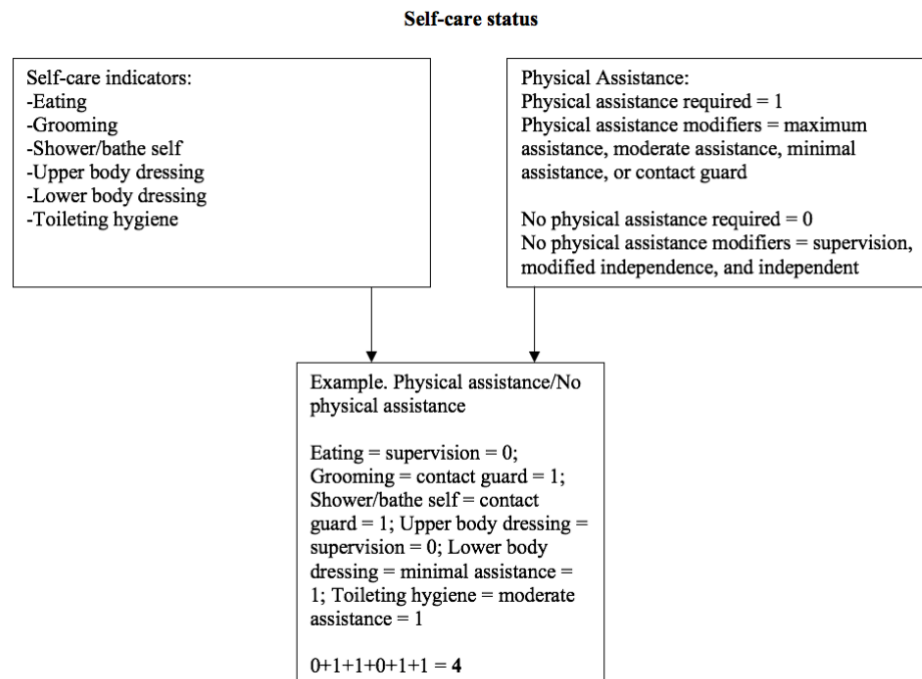 Self-care status
Self-care indicators:
-Eating
-Grooming
-Shower/bathe self
-Upper body dressing
-Lower body dressing
-Toileting hygiene
Physical Assistance:
Physical assistance required = 1
Physical assistance modifiers = maximum
assistance, moderate assistance, minimal
assistance, or contact guard
No physical assistance required = 0
No physical assistance modifiers = supervision,
modified independence, and independent
Example. Physical assistance/No
physical assistance
Eating = supervision = 0;
Grooming = contact guard = 1;
Shower/bathe self = contact
guard = 1; Upper body dressing =
supervision = 0; Lower body
dressing = minimal assistance =
1; Toileting hygiene = moderate
assistance = 1
0+1+1+0+1+1 = 4